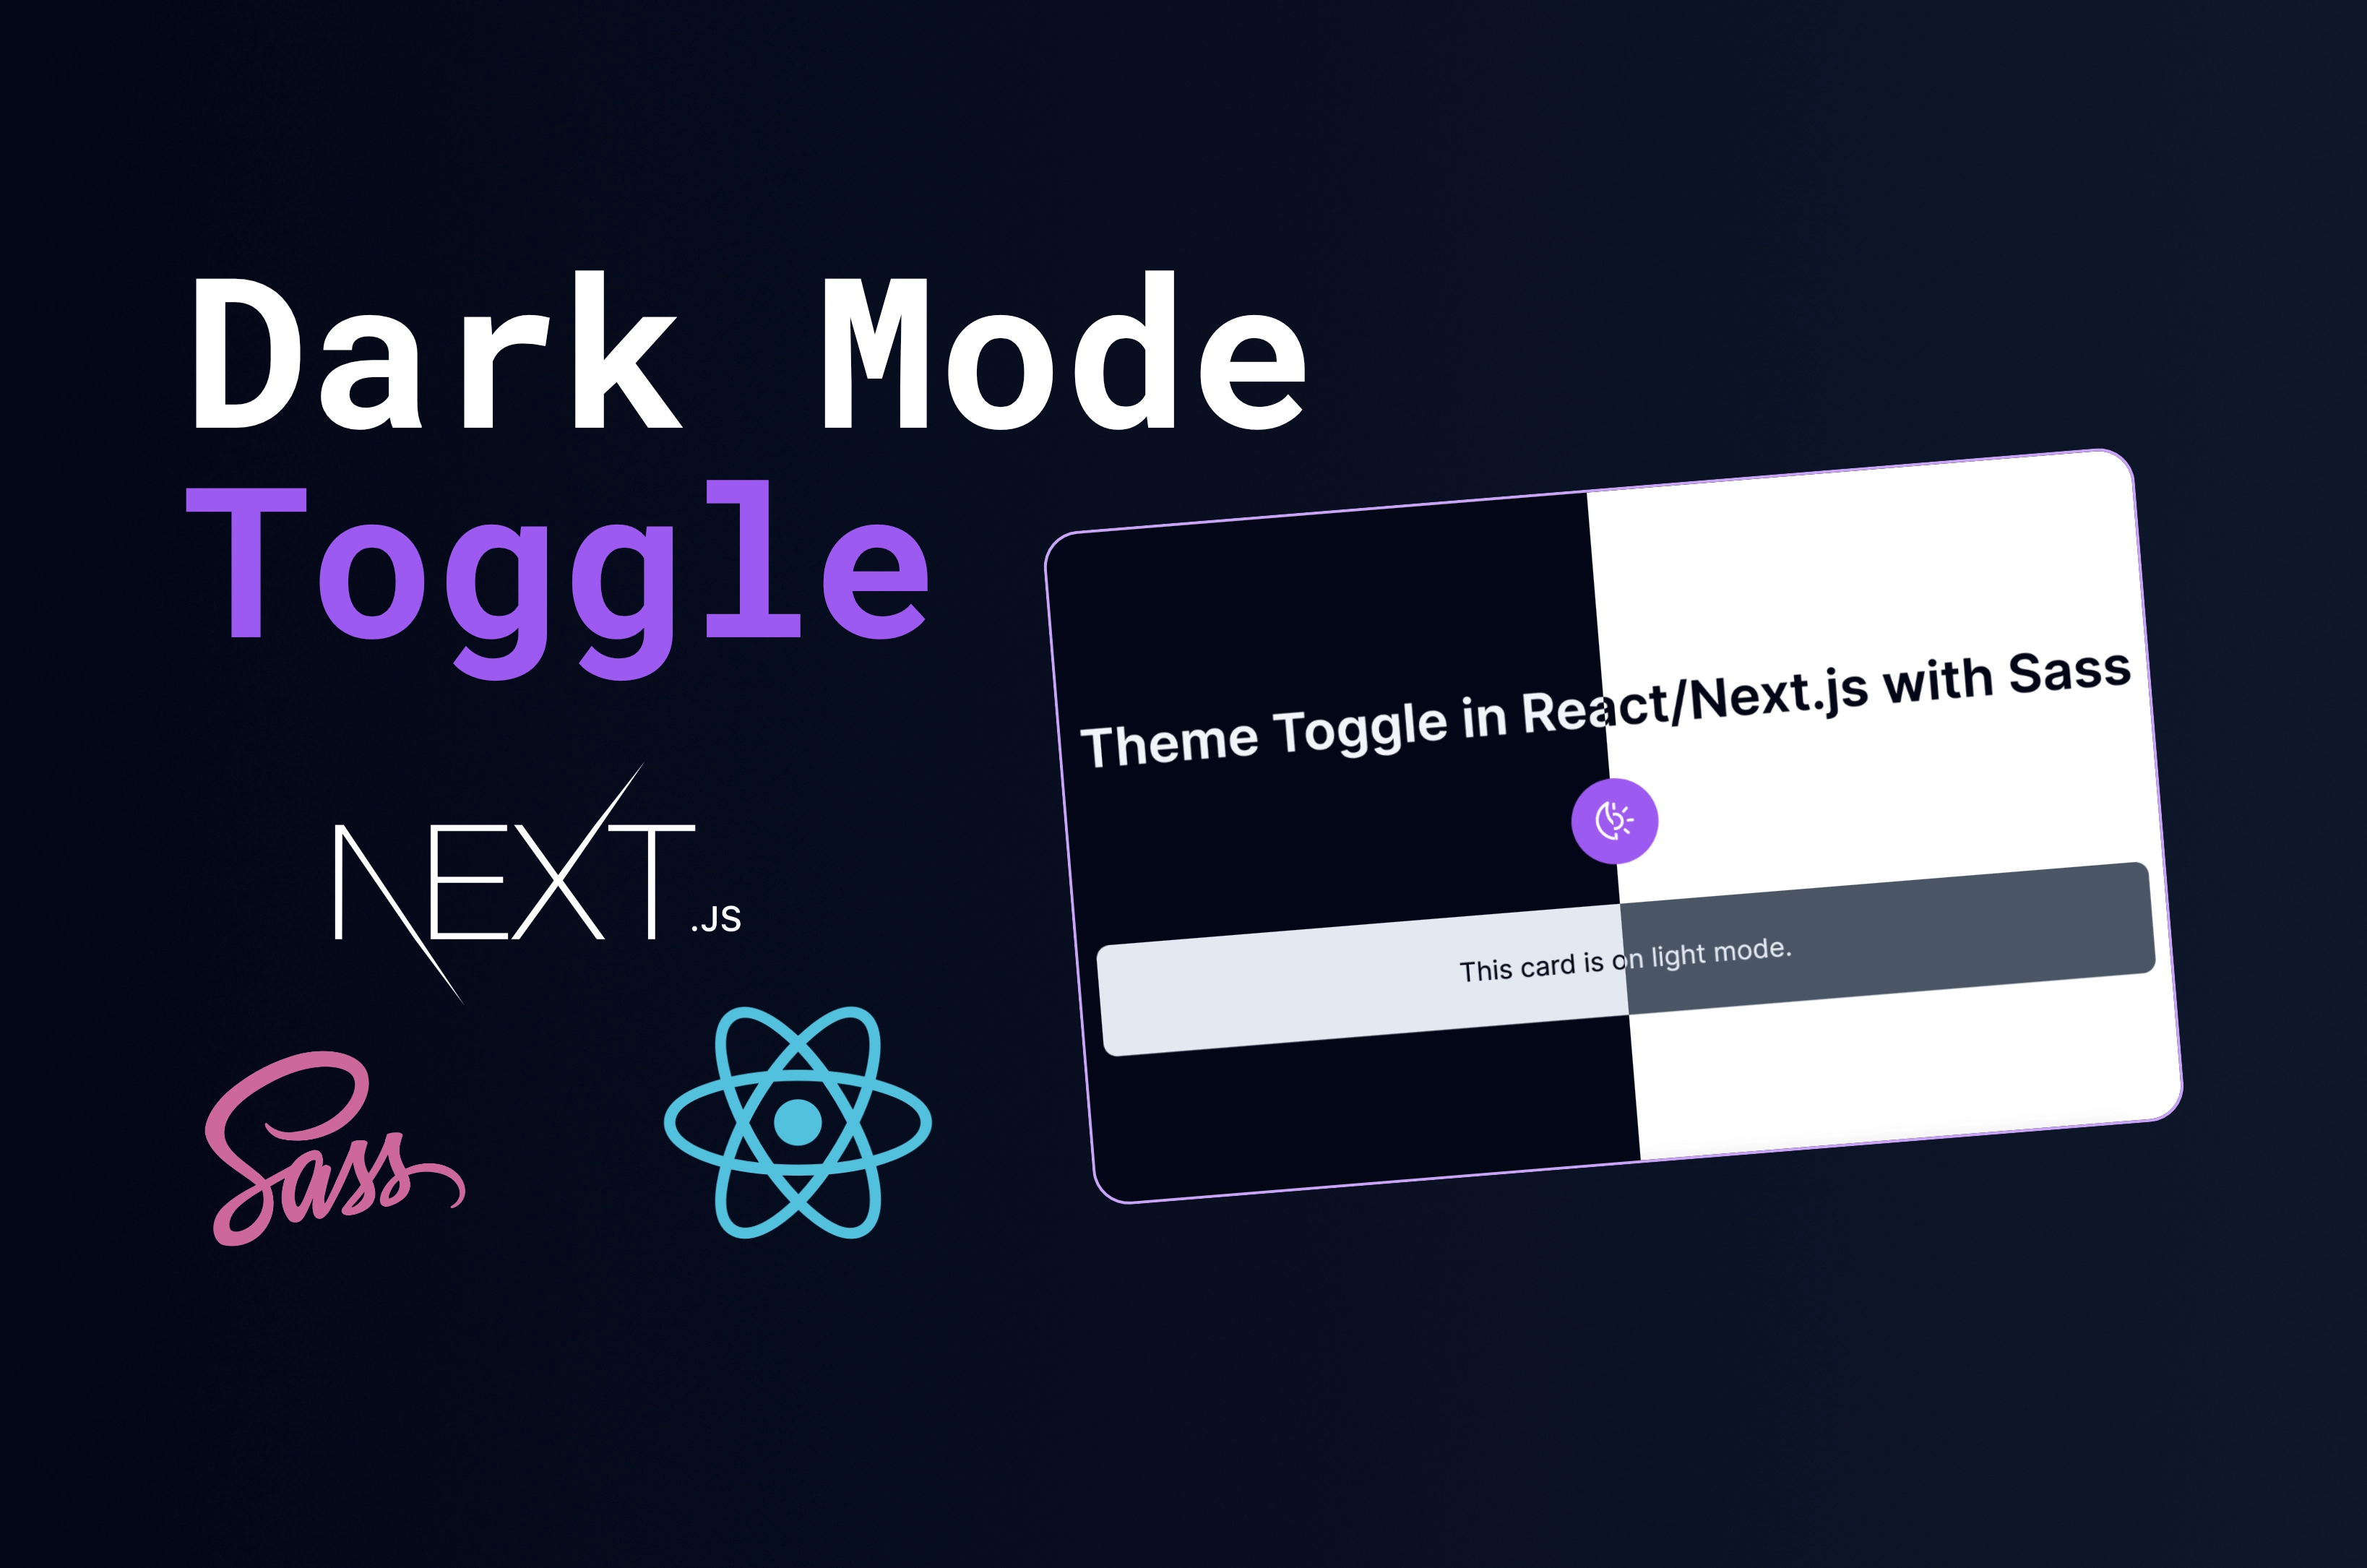 Dark Mode
Toggle
Theme Toggle in React/Next.js with Sass
NEXT.JS
This card is on light mode.
Sass